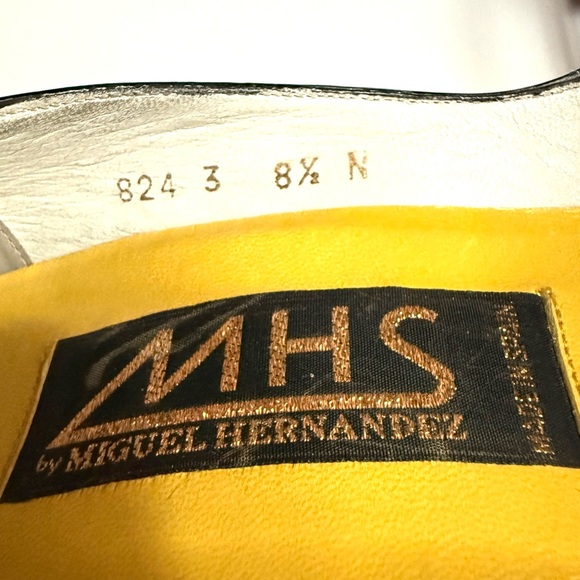 824 3 8½ N
MHS
by MIGUEL HERNANDEZ
MADE IN SPAIN